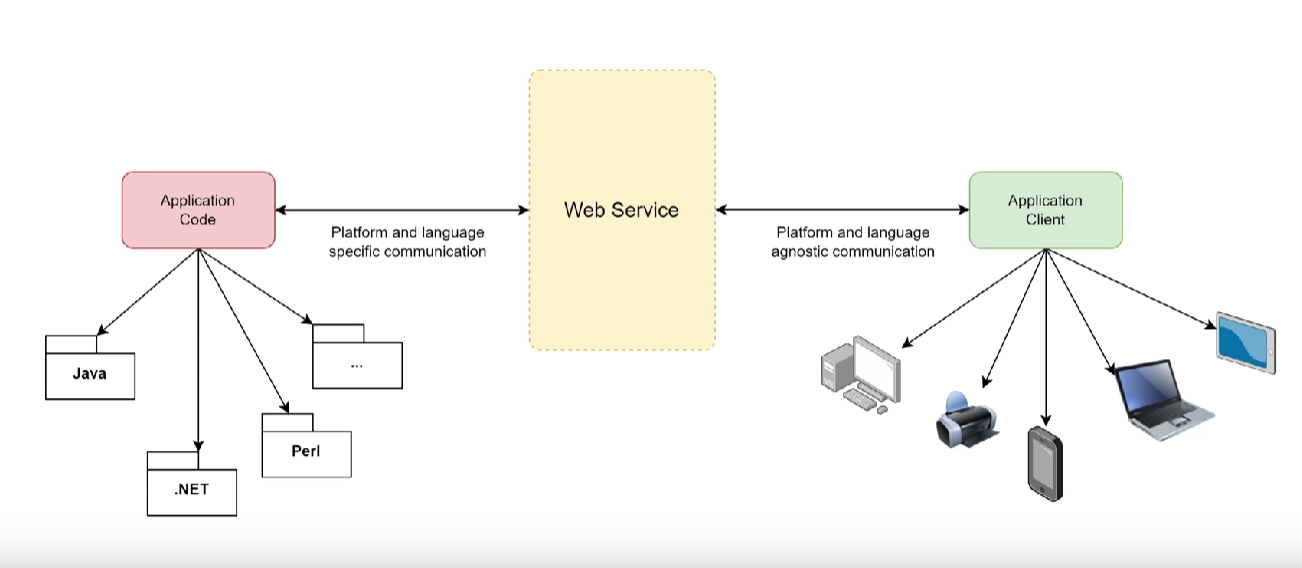 Application
Code
Platform and language
specific communication
Web Service
Platform and language
agnostic communication
Application
Client
Java
.NET
Perl
...